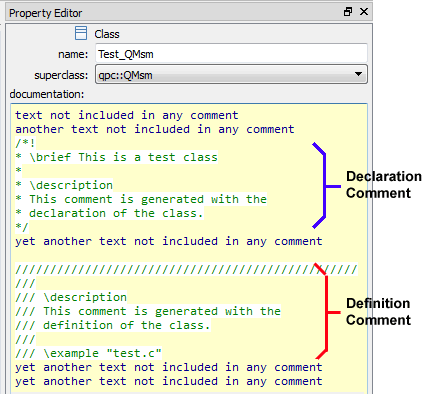 Property Editor
Class
name: Test_QMsm
superclass: qpc::QMsm
documentation:
text not included in any comment
another text not included in any comment
/*!
* \brief This is a test class
*
* \description
* This comment is generated with the
* declaration of the class.
*/
yet another text not included in any comment
Declaration
Comment
/////////////////////////////////////////////////
///
/// \description
/// This comment is generated with the
/// definition of the class.
///
/// \example "test.c"
yet another text not included in any comment
yet another text not included in any comment
Definition
Comment